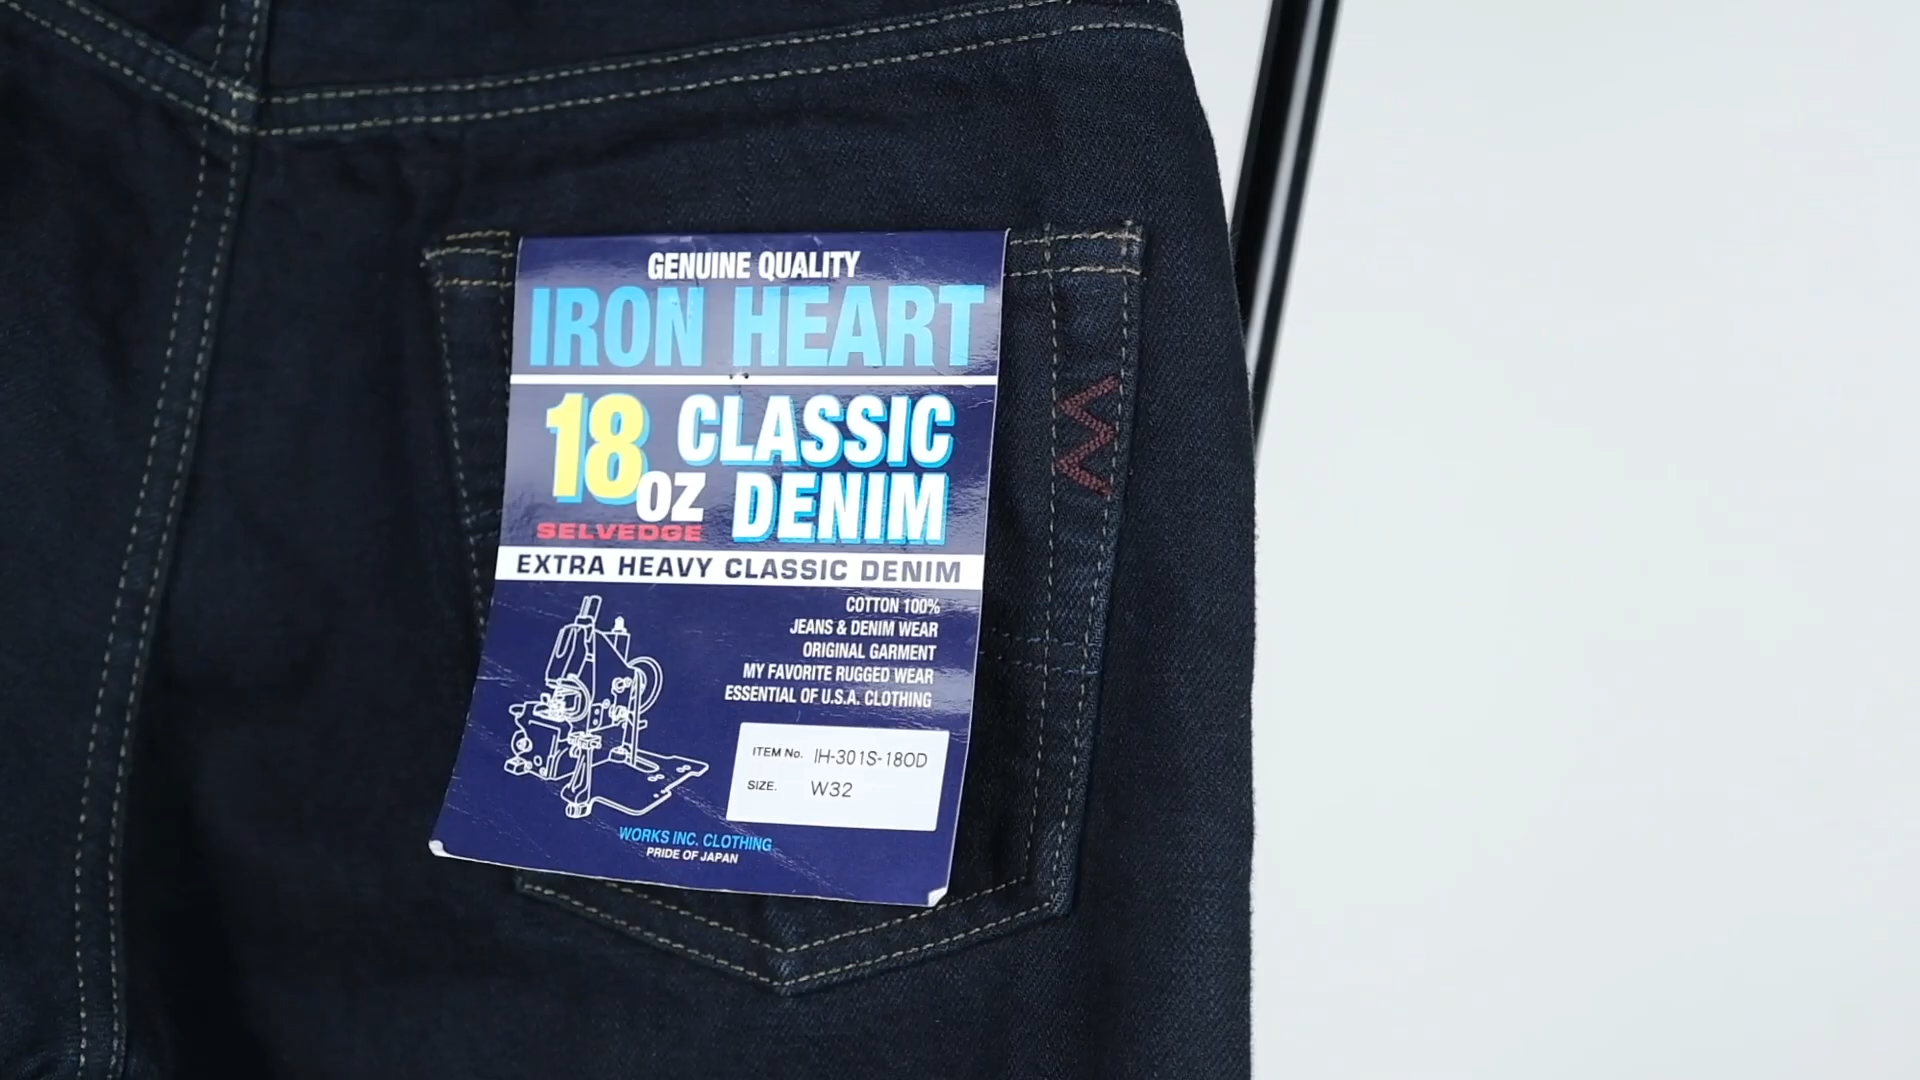 GENUINE QUALITY
IRON HEART
18 OZ CLASSIC
SELVEDGE DENIM
EXTRA HEAVY CLASSIC DENIM
COTTON 100%
JEANS & DENIM WEAR
ORIGINAL GARMENT
MY FAVORITE RUGGED WEAR
ESSENTIAL OF U.S.A. CLOTHING
ITEM No. IH-301S-18OD
SIZE. W32
WORKS INC. CLOTHING
PRIDE OF JAPAN
W